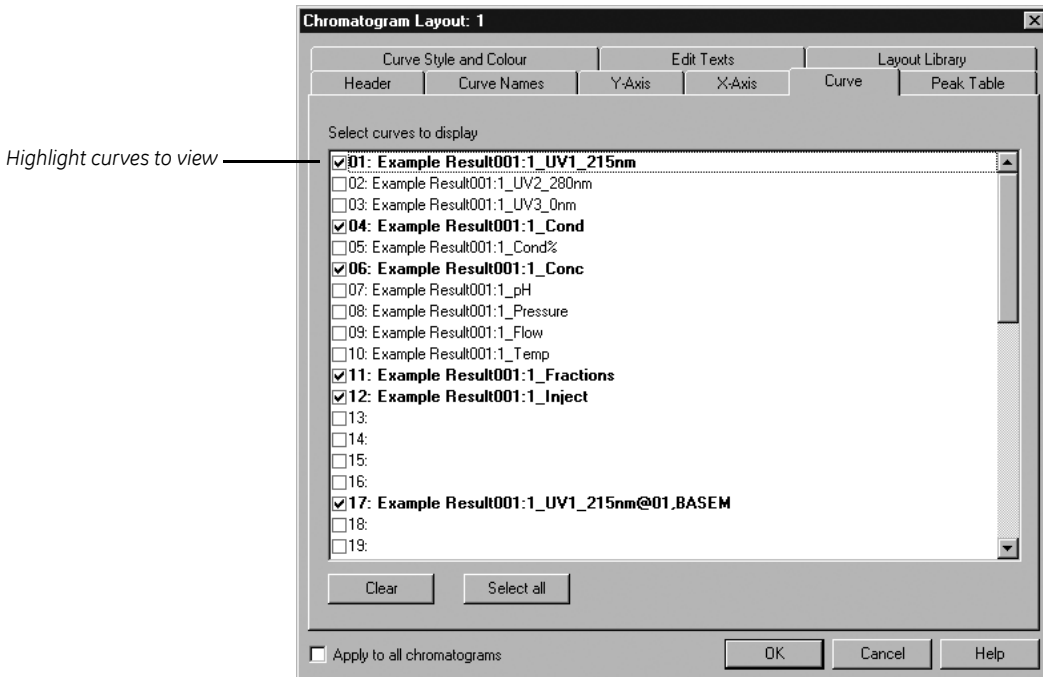 Chromatogram Layout: 1
Curve Style and Colour Edit Texts Layout Library
Header Curve Names Y-Axis X-Axis Curve Peak Table
Select curves to display
Highlight curves to view
01: Example Result001:1_UV1_215nm
02: Example Result001:1_UV2_280nm
03: Example Result001:1_UV3_0nm
04: Example Result001:1_Cond
05: Example Result001:1_Cond%
06: Example Result001:1_Conc
07: Example Result001:1_pH
08: Example Result001:1_Pressure
09: Example Result001:1_Flow
10: Example Result001:1_Temp
11: Example Result001:1_Fractions
12: Example Result001:1_Inject
13:
14:
15:
16:
17: Example Result001:1_UV1_215nm@01,BASEM
18:
19:
Clear Select all
Apply to all chromatograms OK Cancel Help